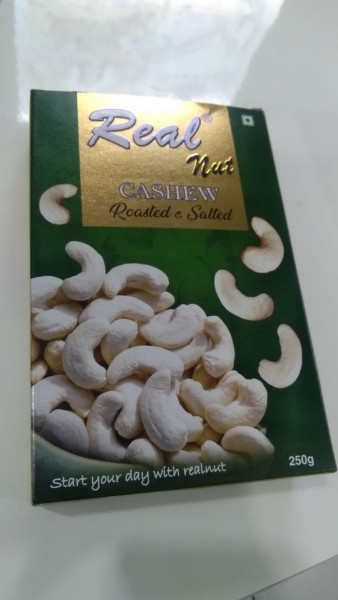 Real®
Nut
CASHEW
Roasted & Salted
Start your day with realnut
250g